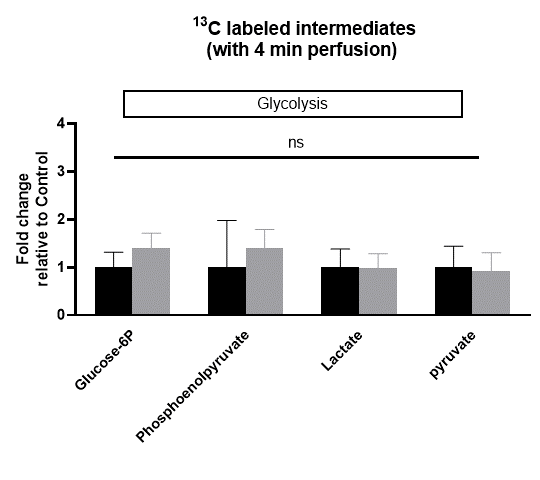 ¹³C labeled intermediates
(with 4 min perfusion)
Glycolysis
ns
Fold change
relative to Control
4
3
2
1
0
Glucose-6P
Phosphoenolpyruvate
Lactate
pyruvate